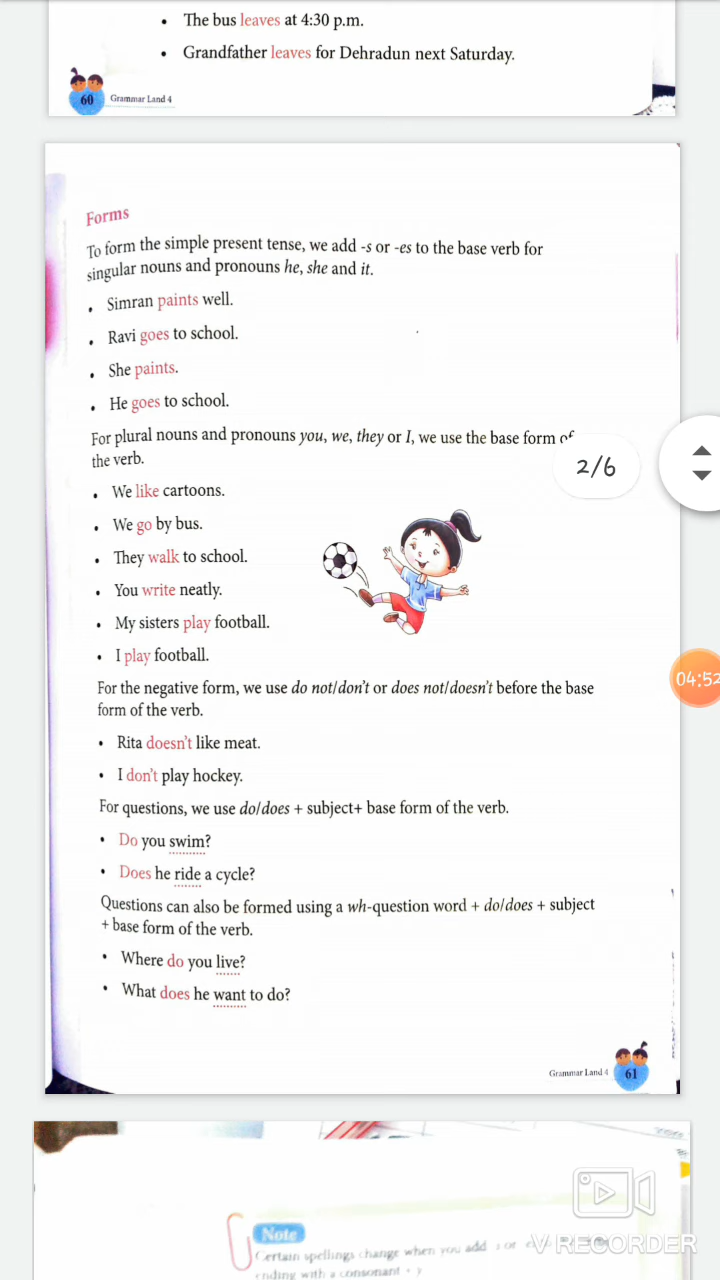 • The bus leaves at 4:30 p.m.
• Grandfather leaves for Dehradun next Saturday.
60 Grammar Land 4
Forms
To form the simple present tense, we add -s or -es to the base verb for
singular nouns and pronouns he, she and it.
• Simran paints well.
• Ravi goes to school.
• She paints.
• He goes to school.
For plural nouns and pronouns you, we, they or I, we use the base form of
the verb.
2/6
• We like cartoons.
• We go by bus.
• They walk to school.
• You write neatly.
• My sisters play football.
• I play football.
04:52
For the negative form, we use do not/don't or does not/doesn't before the base
form of the verb.
• Rita doesn't like meat.
• I don't play hockey.
For questions, we use do/does + subject+ base form of the verb.
• Do you swim?
• Does he ride a cycle?
Questions can also be formed using a wh-question word + do/does + subject
+ base form of the verb.
• Where do you live?
• What does he want to do?
Grammar Land 4 61
Note
Certain spellings change when you add s or
ending with a consonant + y
V RECORDER